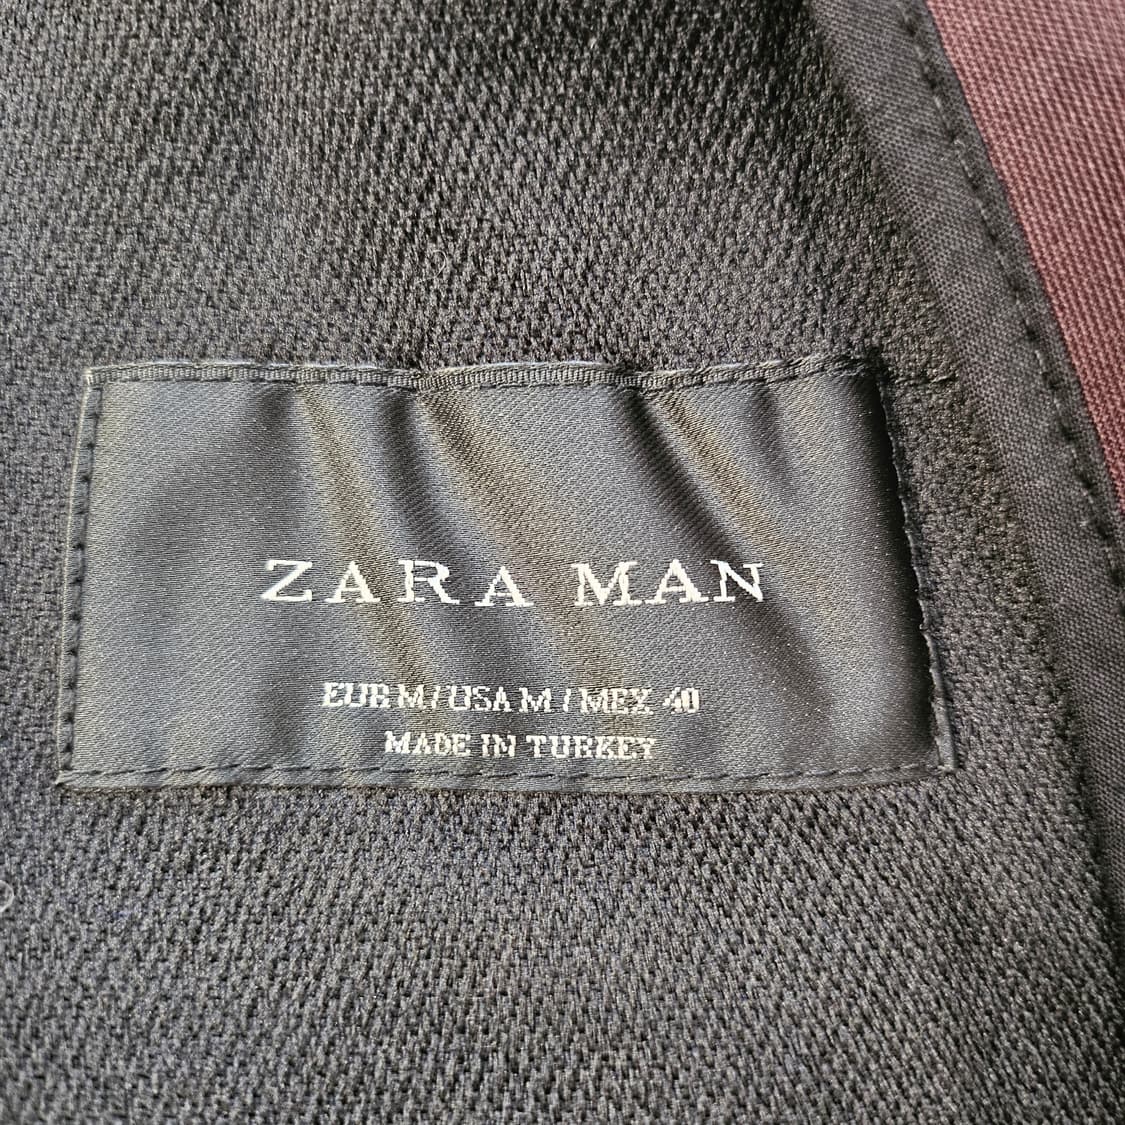 ZARA MAN
EUR M / USA M / MEX 40
MADE IN TURKEY